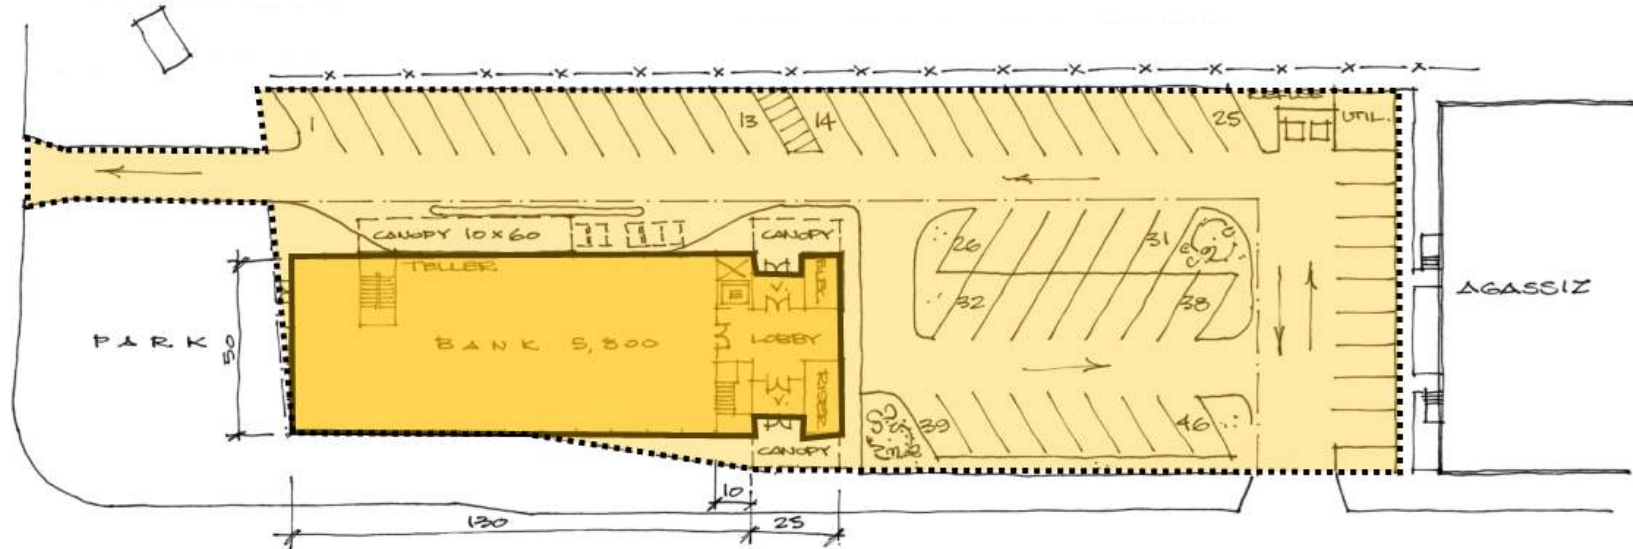 REFUSE
1
13
14
25
UTIL.
CANOPY 10×60
CANOPY
26
31
TELLER
ELEV.
AGASSIZ
32
38
V.
PARK
50
BANK 5,800
LOBBY
RISER
V.
39
46
CANOPY
10
130
25